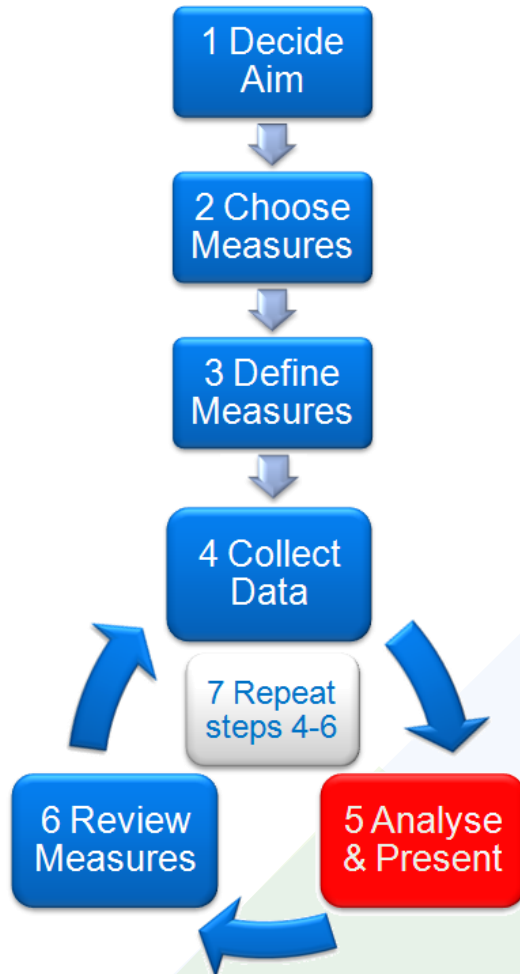 1 Decide
Aim
2 Choose
Measures
3 Define
Measures
4 Collect
Data
7 Repeat
steps 4-6
6 Review
Measures
5 Analyse
& Present